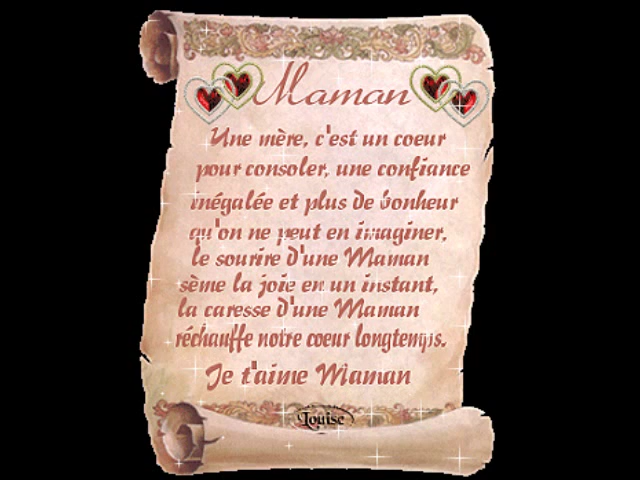 Maman
Une mère, c'est un coeur
pour consoler, une confiance
inégalée et plus de bonheur
qu'on ne peut en imaginer,
le sourire d'une Maman
sème la joie en un instant,
la caresse d'une Maman
réchauffe notre coeur longtemps.
Je t'aime Maman
Louise